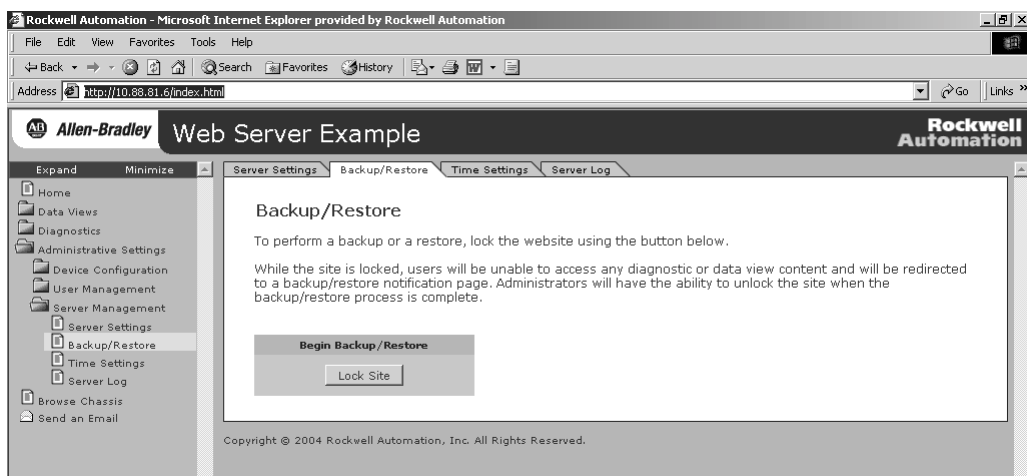 Rockwell Automation - Microsoft Internet Explorer provided by Rockwell Automation
File Edit View Favorites Tools Help
Back Search Favorites History
Address http://10.88.81.6/index.html Go Links »
AB Allen-Bradley Web Server Example Rockwell Automation
Expand Minimize
Home
Data Views
Diagnostics
Administrative Settings
Device Configuration
User Management
Server Management
Server Settings
Backup/Restore
Time Settings
Server Log
Browse Chassis
Send an Email
Server Settings Backup/Restore Time Settings Server Log
Backup/Restore
To perform a backup or a restore, lock the website using the button below.
While the site is locked, users will be unable to access any diagnostic or data view content and will be redirected
to a backup/restore notification page. Administrators will have the ability to unlock the site when the
backup/restore process is complete.
Begin Backup/Restore
Lock Site
Copyright © 2004 Rockwell Automation, Inc. All Rights Reserved.